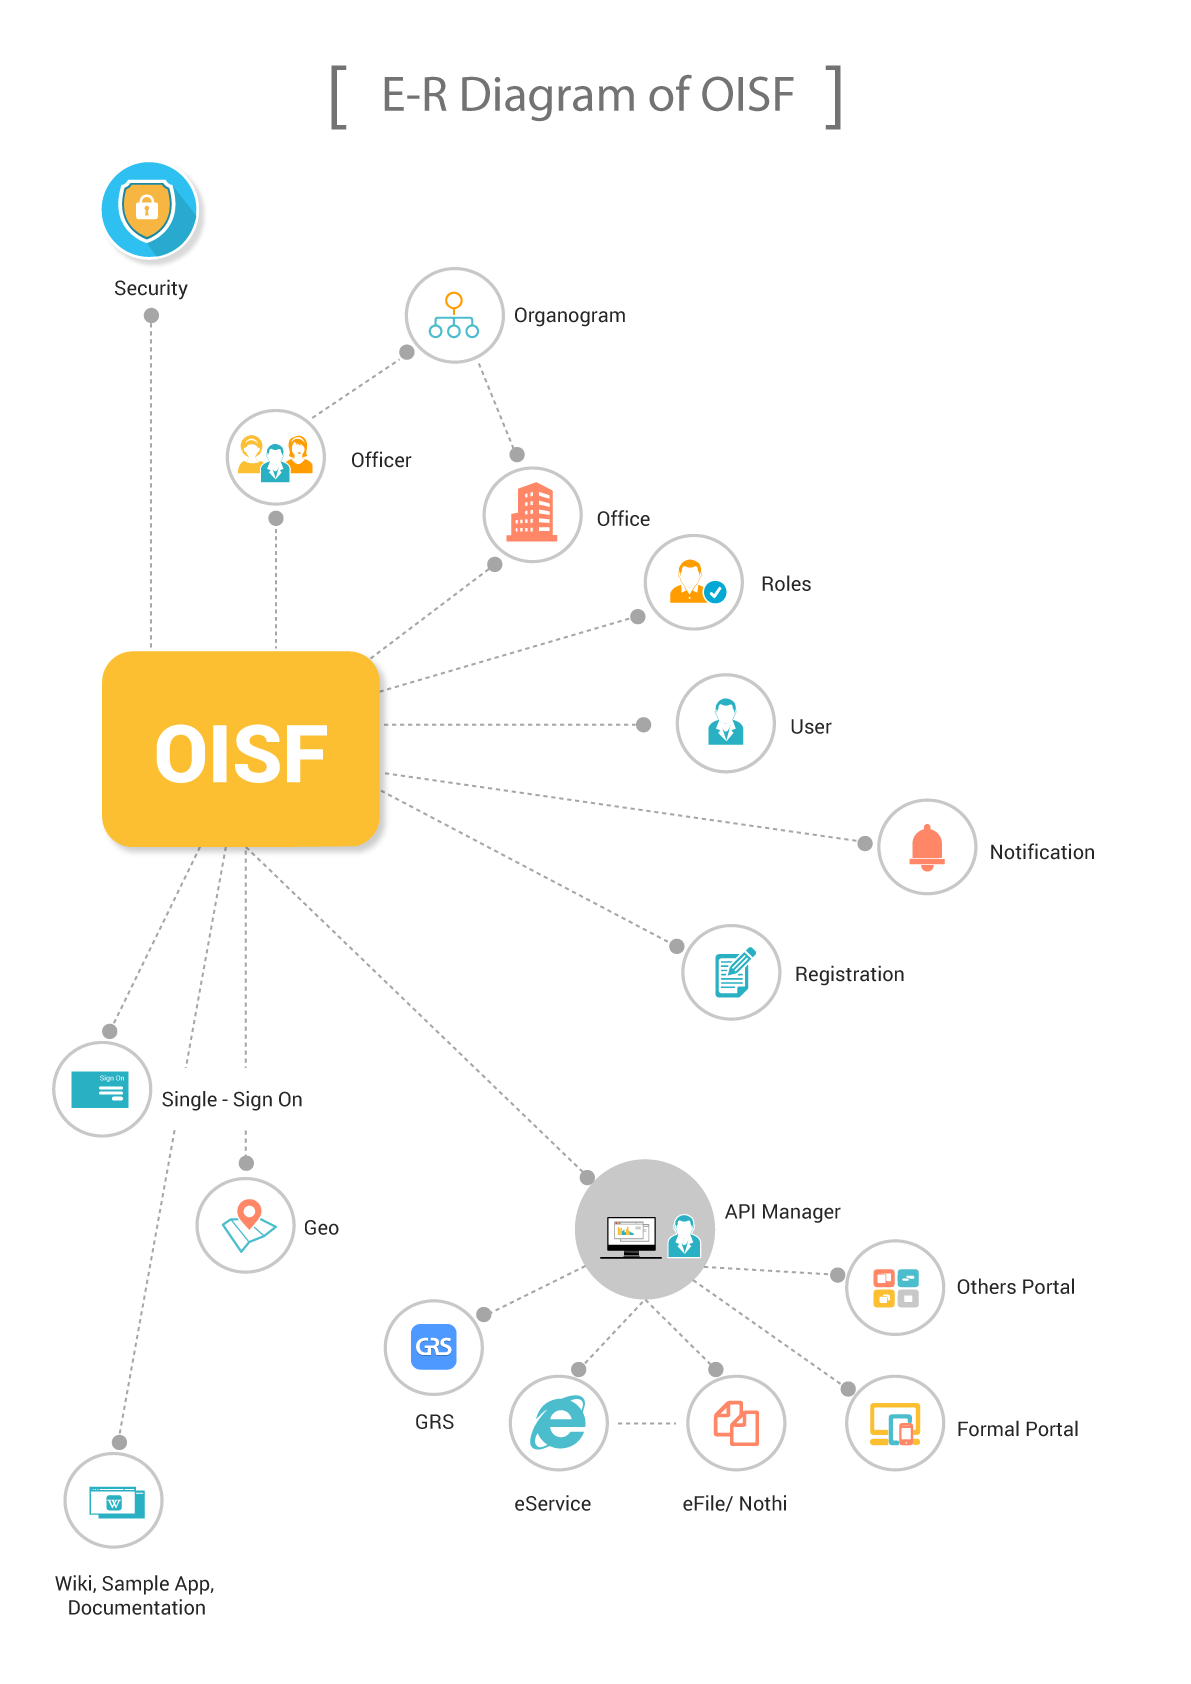 [ E-R Diagram of OISF ]
Security
Organogram
Officer
Office
Roles
User
OISF
Notification
Registration
Sign On
Single - Sign On
Geo
API Manager
Others Portal
GRS
GRS
Formal Portal
eService
eFile/ Nothi
W
Wiki, Sample App,
Documentation